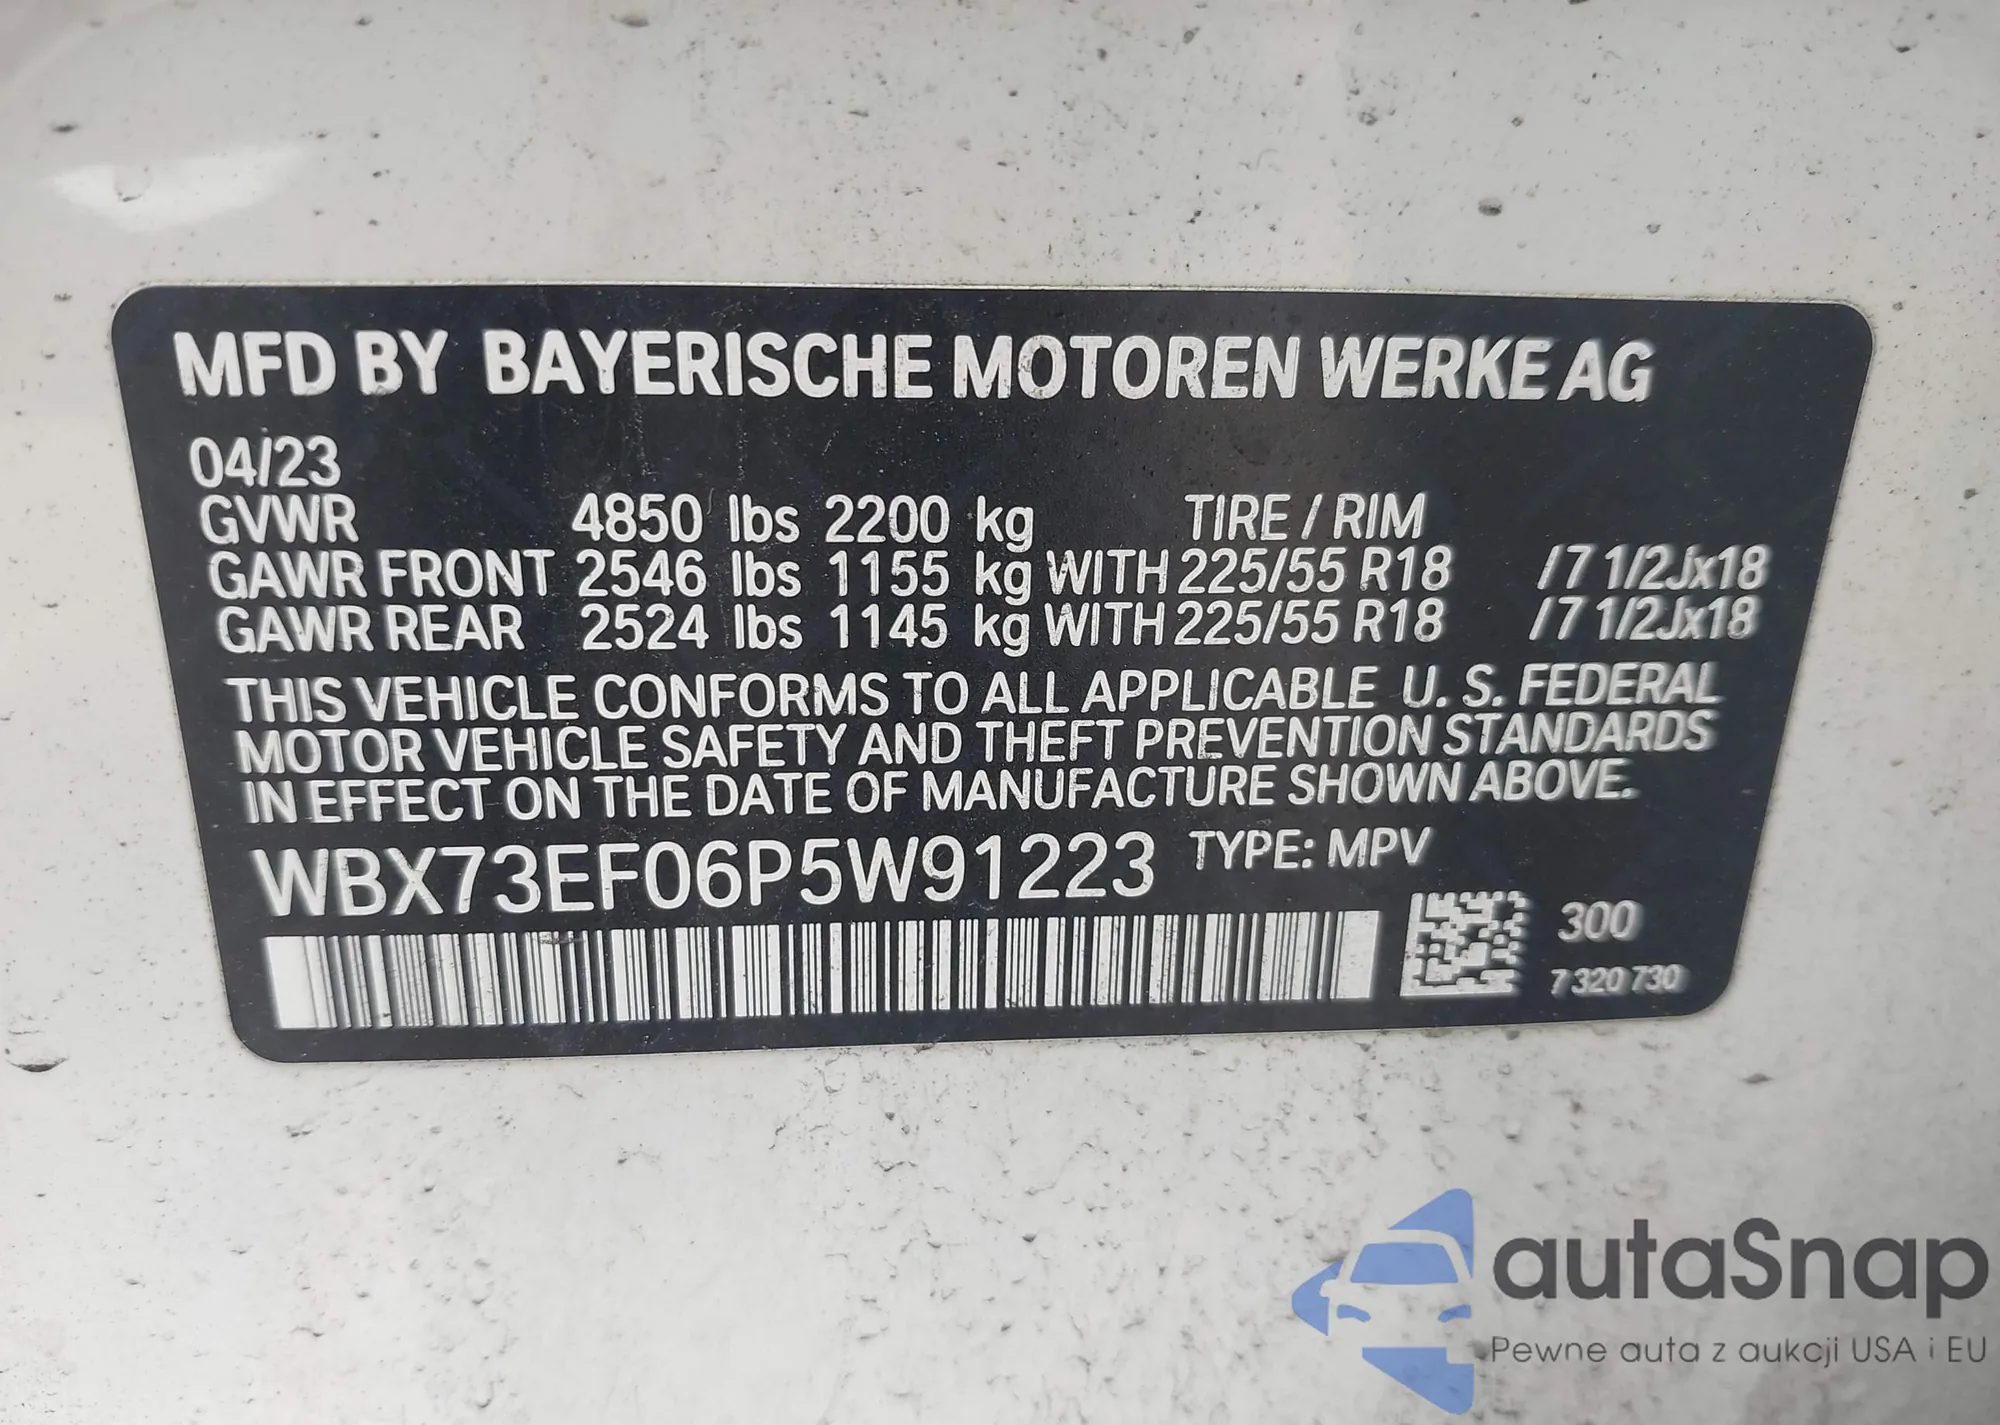 MFD BY BAYERISCHE MOTOREN WERKE AG
04/23
GVWR 4850 lbs 2200 kg TIRE / RIM
GAWR FRONT 2546 lbs 1155 kg WITH 225/55 R18 /7 1/2Jx18
GAWR REAR 2524 lbs 1145 kg WITH 225/55 R18 /7 1/2Jx18
THIS VEHICLE CONFORMS TO ALL APPLICABLE U. S. FEDERAL
MOTOR VEHICLE SAFETY AND THEFT PREVENTION STANDARDS
IN EFFECT ON THE DATE OF MANUFACTURE SHOWN ABOVE.
WBX73EF06P5W91223 TYPE: MPV
300
7 320 730
autaSnap
Pewne auta z aukcji USA i EU